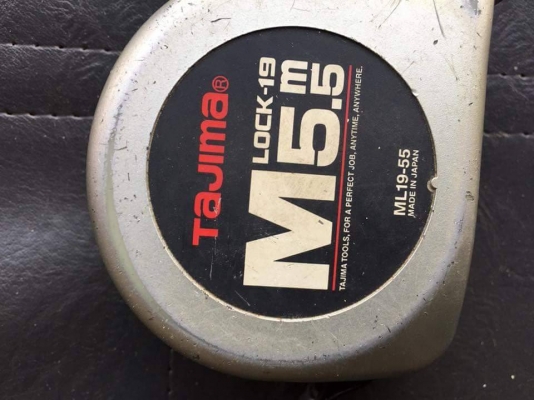 TaJIma®
LOCK-19
M5.5m
TAJIMA TOOLS, FOR A PERFECT JOB, ANYTIME, ANYWHERE.
ML19-55
MADE IN JAPAN